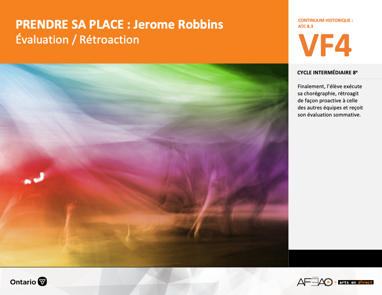 PRENDRE SA PLACE : Jerome Robbins
Évaluation / Rétroaction
CONTINUUM HISTORIQUE :
ATC 8.3
VF4
CYCLE INTERMÉDIAIRE 8ᵉ
Finalement, l'élève exécute
sa chorégraphie, rétroagit
de façon proactive à celle
des autres équipes et reçoit
son évaluation sommative.
Ontario
AFÉAO
arts en direct